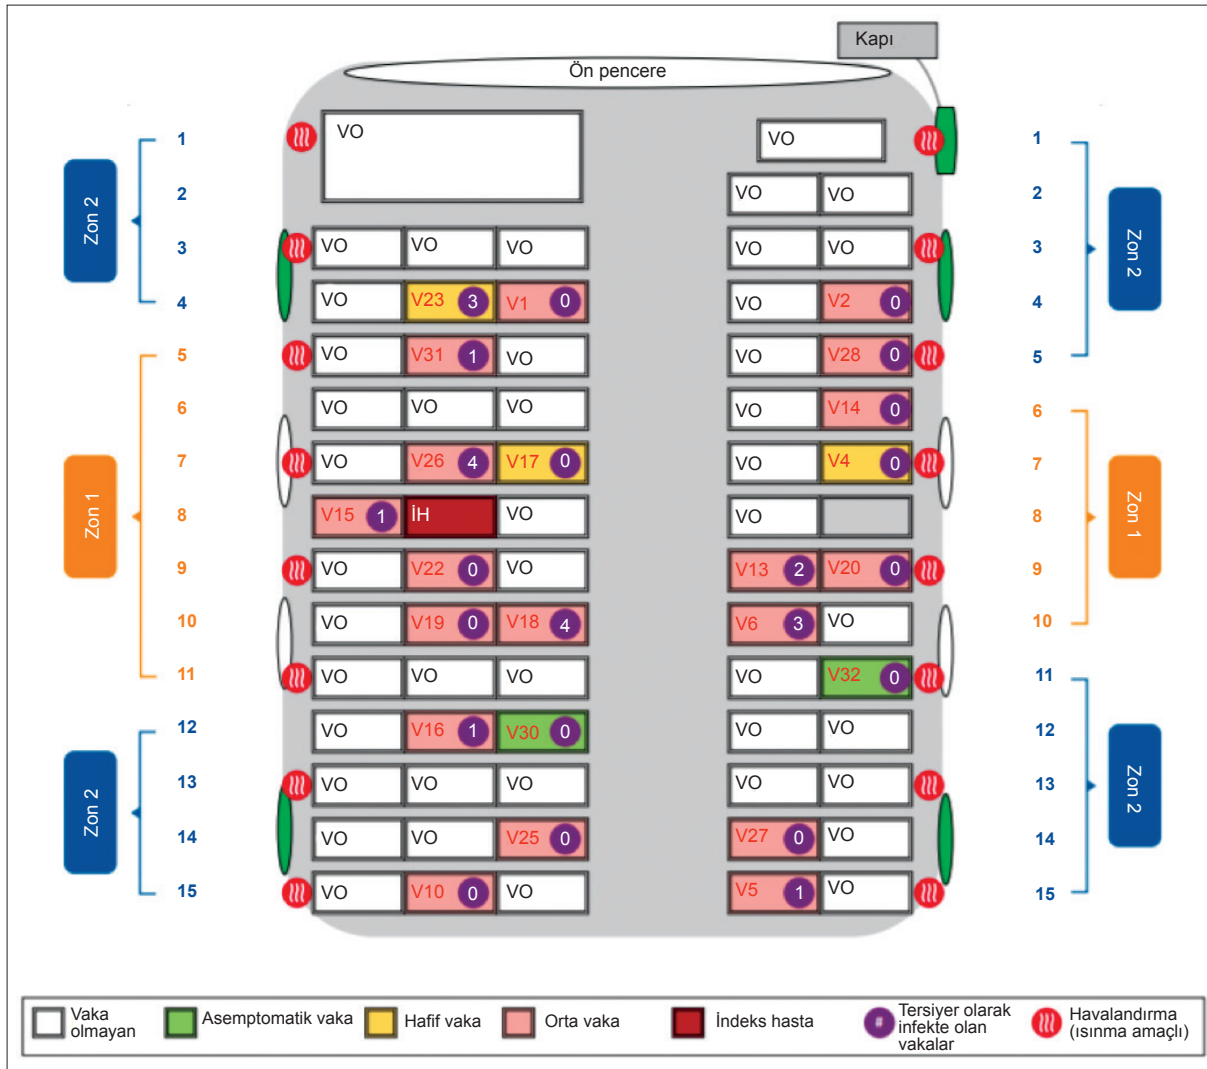 Kapı
Ön pencere
1 VO VO 1
2 VO VO 2
Zon 2
3 VO VO VO VO VO 3
Zon 2
4 VO V23 3 V1 0 VO V2 0 4
5 VO V31 1 VO VO V28 0 5
6 VO VO VO VO V14 0 6
7 VO V26 4 V17 0 VO V4 0 7
Zon 1
8 V15 1 İH VO VO 8
Zon 1
9 VO V22 0 VO V13 2 V20 0 9
10 VO V19 0 V18 4 V6 3 VO 10
11 VO VO VO VO V32 0 11
12 VO V16 1 V30 0 VO VO 12
Zon 2
13 VO VO VO VO VO 13
Zon 2
14 VO VO V25 0 V27 0 VO 14
15 VO V10 0 VO V5 1 VO 15
Vaka
olmayan
Asemptomatik vaka
Hafif vaka
Orta vaka
İndeks hasta
#
Tersiyer olarak
infekte olan
vakalar
Havalandırma
(ısınma amaçlı)